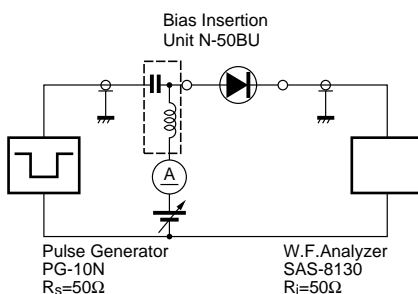 Bias Insertion
Unit N-50BU
A
Pulse Generator
PG-10N
Rs=50Ω
W.F.Analyzer
SAS-8130
Ri=50Ω